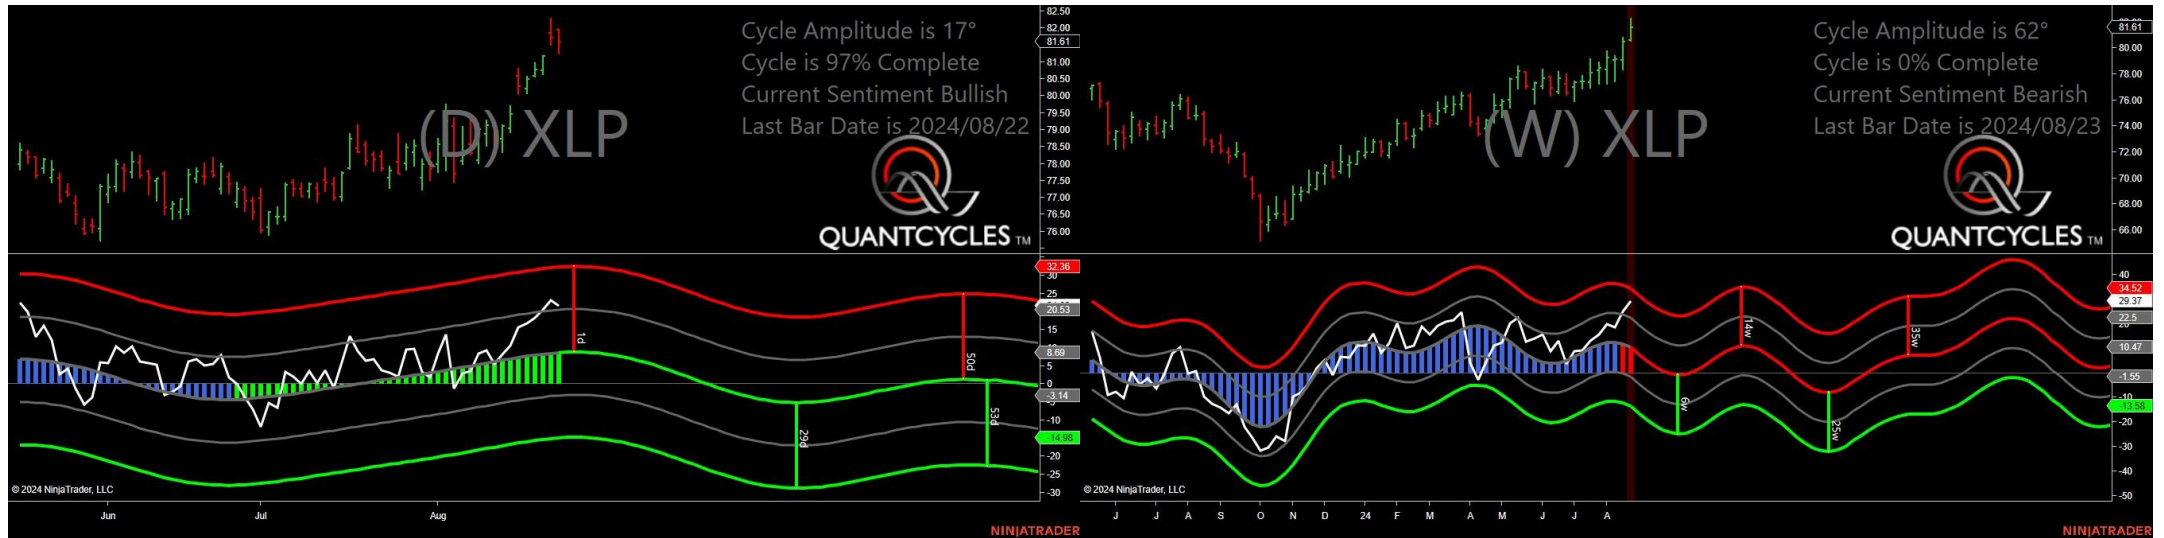 Cycle Amplitude is 17°
Cycle is 97% Complete
Current Sentiment Bullish
Last Bar Date is 2024/08/22
(D) XLP
QUANTCYCLES TM
82.50
82.00
81.61
81.00
80.50
80.00
79.50
79.00
78.50
78.00
77.50
77.00
76.50
76.00
32.36
30
25
20.53
15
8.69
5
0
-3.14
-10
-14.98
-20
-25
-30
1d
29d
50d
53d
© 2024 NinjaTrader, LLC
Jun
Jul
Aug
NINJATRADER
Cycle Amplitude is 62°
Cycle is 0% Complete
Current Sentiment Bearish
Last Bar Date is 2024/08/23
(W) XLP
QUANTCYCLES TM
81.61
80.00
78.00
76.00
74.00
72.00
70.00
68.00
66.00
40
34.52
29.37
22.5
10.47
-1.55
-10
-13.58
-20
-30
-40
-50
6w
14w
25w
35w
© 2024 NinjaTrader, LLC
J
J
A
S
O
N
D
24
F
M
A
M
J
J
A
NINJATRADER